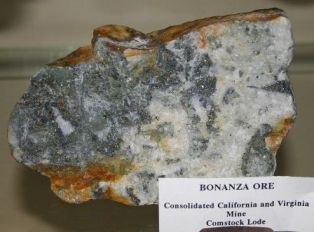 BONANZA ORE
Consolidated California and Virginia
Mine
Comstock Lode